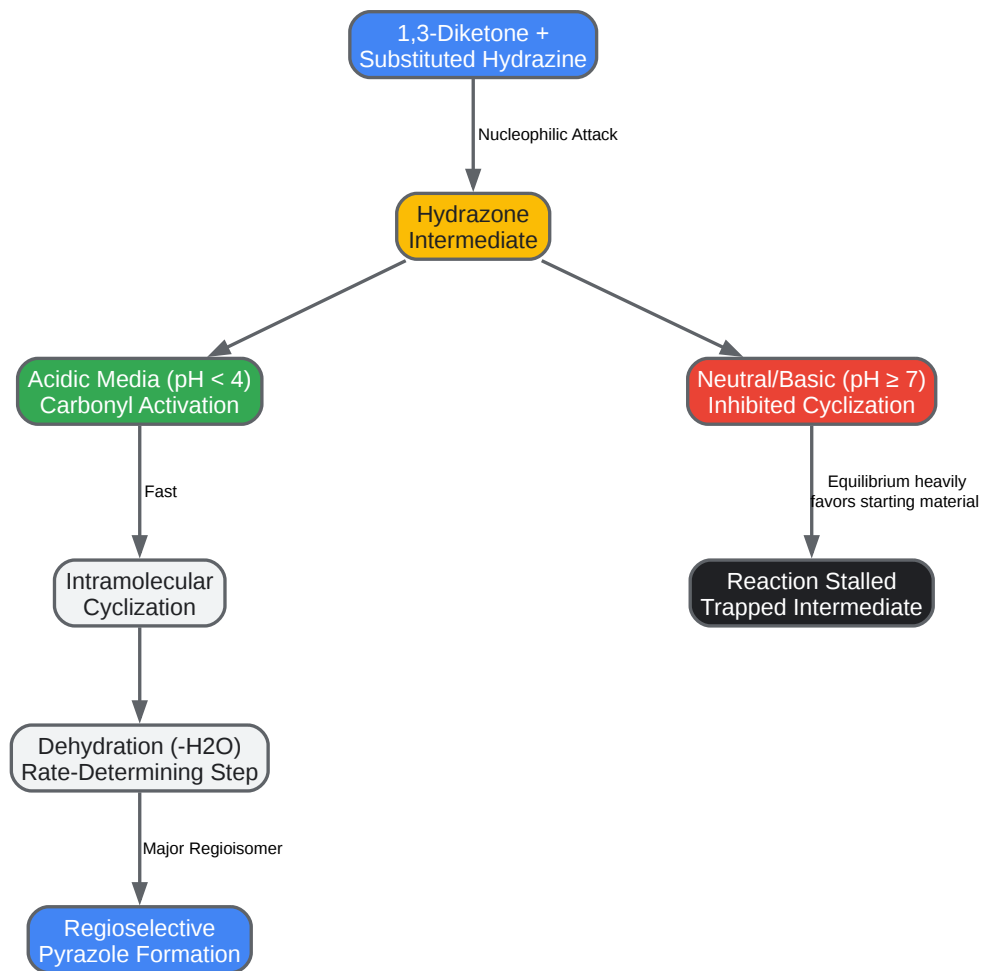 1,3-Diketone +
Substituted Hydrazine
Nucleophilic Attack
Hydrazone
Intermediate
Acidic Media (pH < 4)
Carbonyl Activation
Neutral/Basic (pH ≥ 7)
Inhibited Cyclization
Fast
Equilibrium heavily
favors starting material
Intramolecular
Cyclization
Reaction Stalled
Trapped Intermediate
Dehydration (-H2O)
Rate-Determining Step
Major Regioisomer
Regioselective
Pyrazole Formation